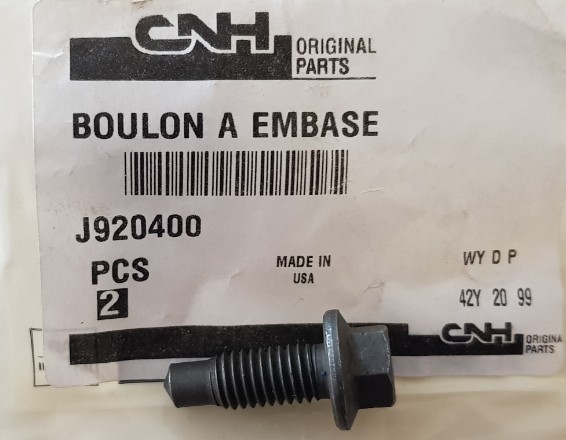 CNH
ORIGINAL
PARTS
BOULON A EMBASE
J920400
PCS
2
MADE IN
USA
WY D P
42Y 20 99
CNH
ORIGINA
PARTS